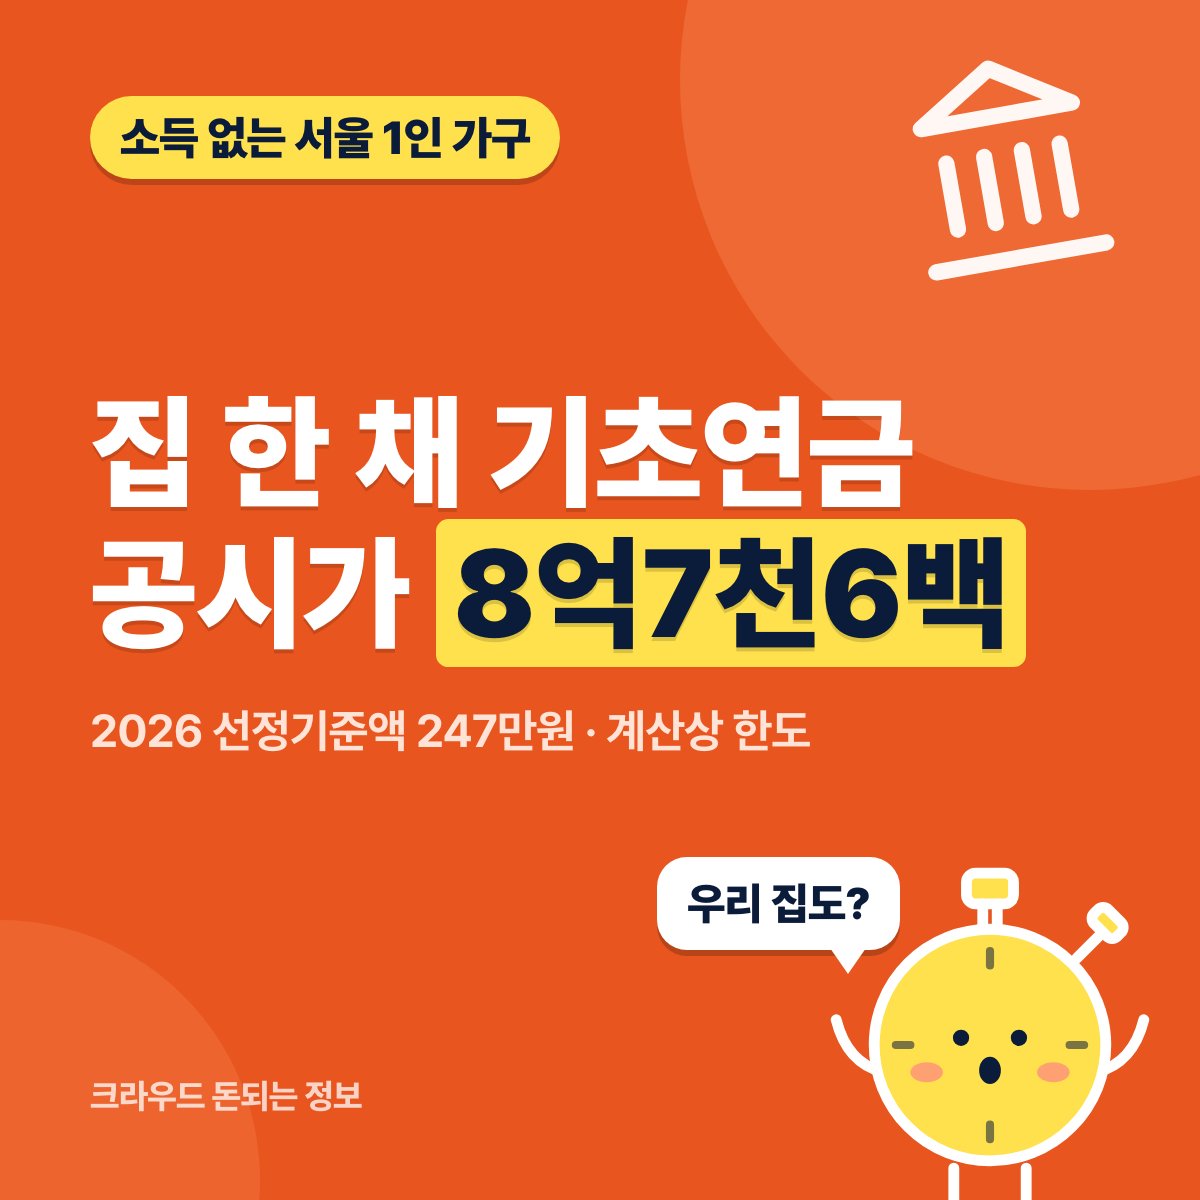 소득 없는 서울 1인 가구
집 한 채 기초연금
공시가 8억7천6백
2026 선정기준액 247만원 · 계산상 한도
우리 집도?
크라우드 돈되는 정보